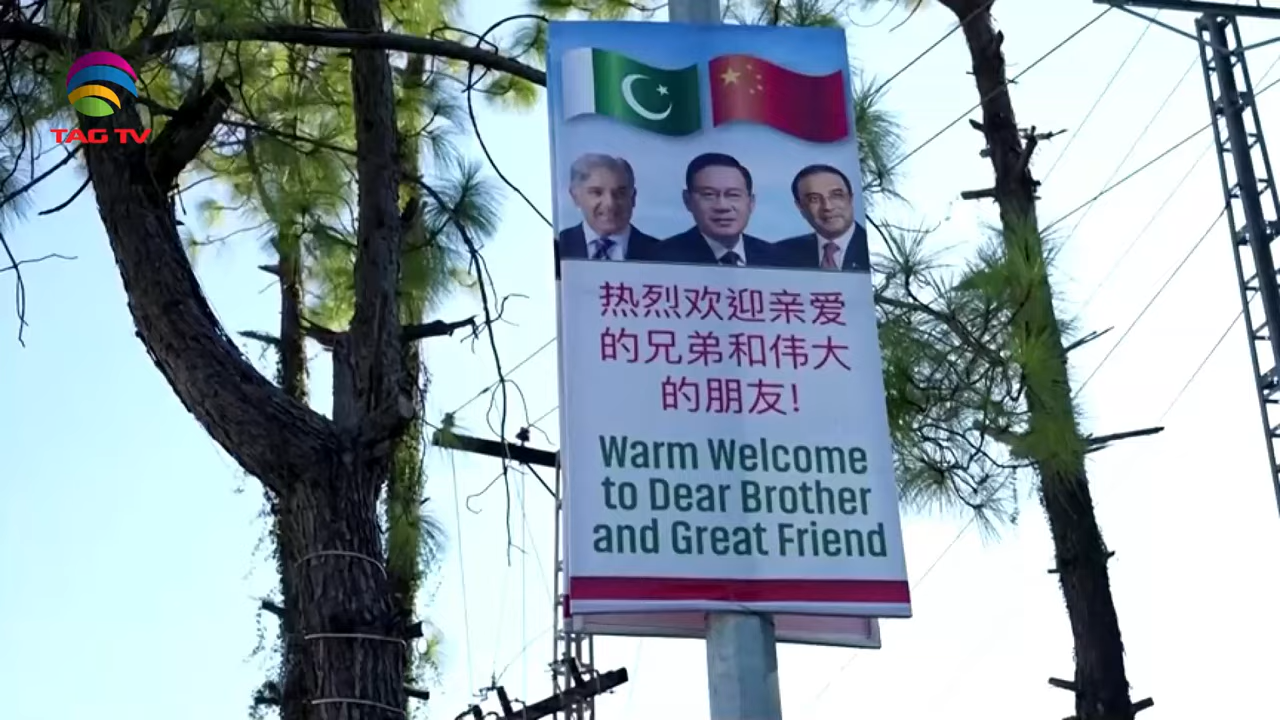 TAG TV
热烈欢迎亲爱
的兄弟和伟大
的朋友!
Warm Welcome
to Dear Brother
and Great Friend